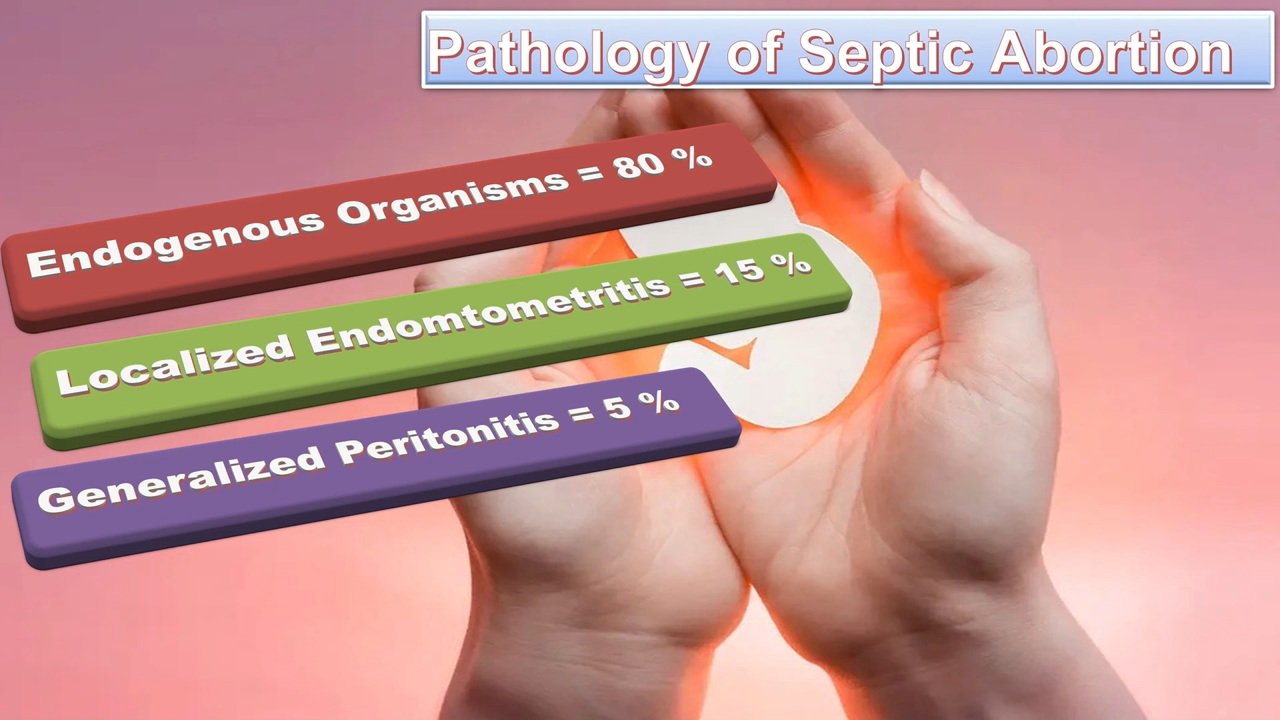 Pathology of Septic Abortion
Endogenous Organisms = 80 %
Localized Endomtometritis = 15 %
Generalized Peritonitis = 5 %